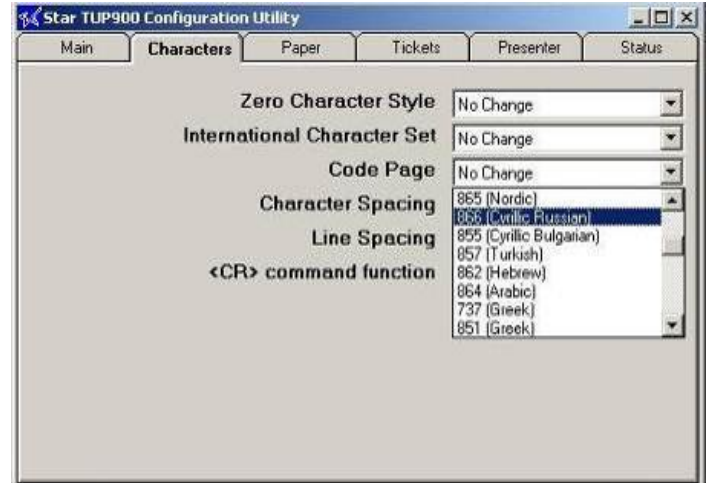 Star TUP900 Configuration Utility
Main Characters Paper Tickets Presenter Status
Zero Character Style No Change
International Character Set No Change
Code Page No Change
865 (Nordic)
Character Spacing 866 (Cyrillic Russian)
855 (Cyrillic Bulgarian)
Line Spacing
857 (Turkish)
<CR> command function 862 (Hebrew)
864 (Arabic)
737 (Greek)
851 (Greek)